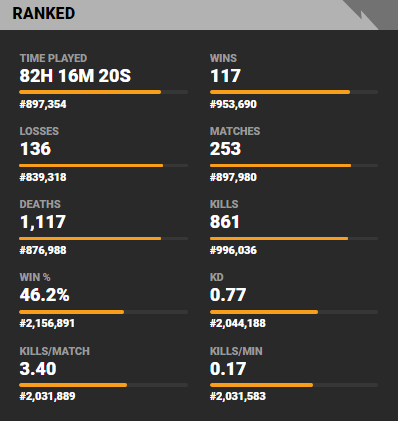 RANKED
TIME PLAYED
82H 16M 20S
#897,354
WINS
117
#953,690
LOSSES
136
#839,318
MATCHES
253
#897,980
DEATHS
1,117
#876,988
KILLS
861
#996,036
WIN %
46.2%
#2,156,891
KD
0.77
#2,044,188
KILLS/MATCH
3.40
#2,031,889
KILLS/MIN
0.17
#2,031,583